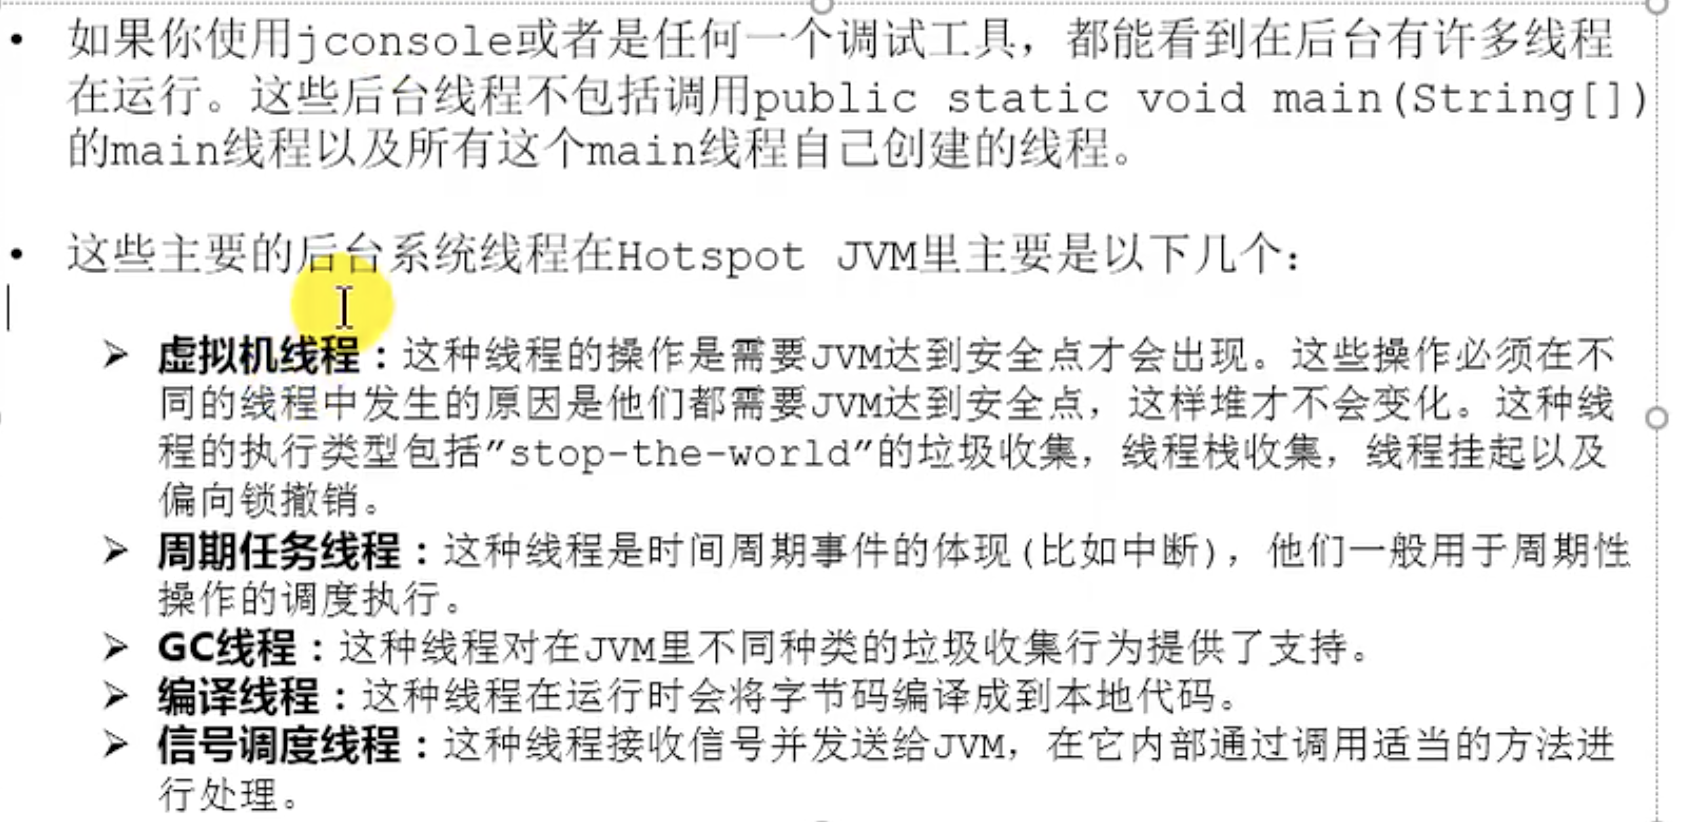 • 如果你使用jconsole或者是任何一个调试工具，都能看到在后台有许多线程
在运行。这些后台线程不包括调用public static void main(String[])
的main线程以及所有这个main线程自己创建的线程。
• 这些主要的后台系统线程在Hotspot JVM里主要是以下几个：
➢ 虚拟机线程：这种线程的操作是需要JVM达到安全点才会出现。这些操作必须在不
同的线程中发生的原因是他们都需要JVM达到安全点，这样堆才不会变化。这种线
程的执行类型包括”stop-the-world”的垃圾收集，线程栈收集，线程挂起以及
偏向锁撤销。
➢ 周期任务线程：这种线程是时间周期事件的体现(比如中断)，他们一般用于周期性
操作的调度执行。
➢ GC线程：这种线程对在JVM里不同种类的垃圾收集行为提供了支持。
➢ 编译线程：这种线程在运行时会将字节码编译成到本地代码。
➢ 信号调度线程：这种线程接收信号并发送给JVM，在它内部通过调用适当的方法进
行处理。